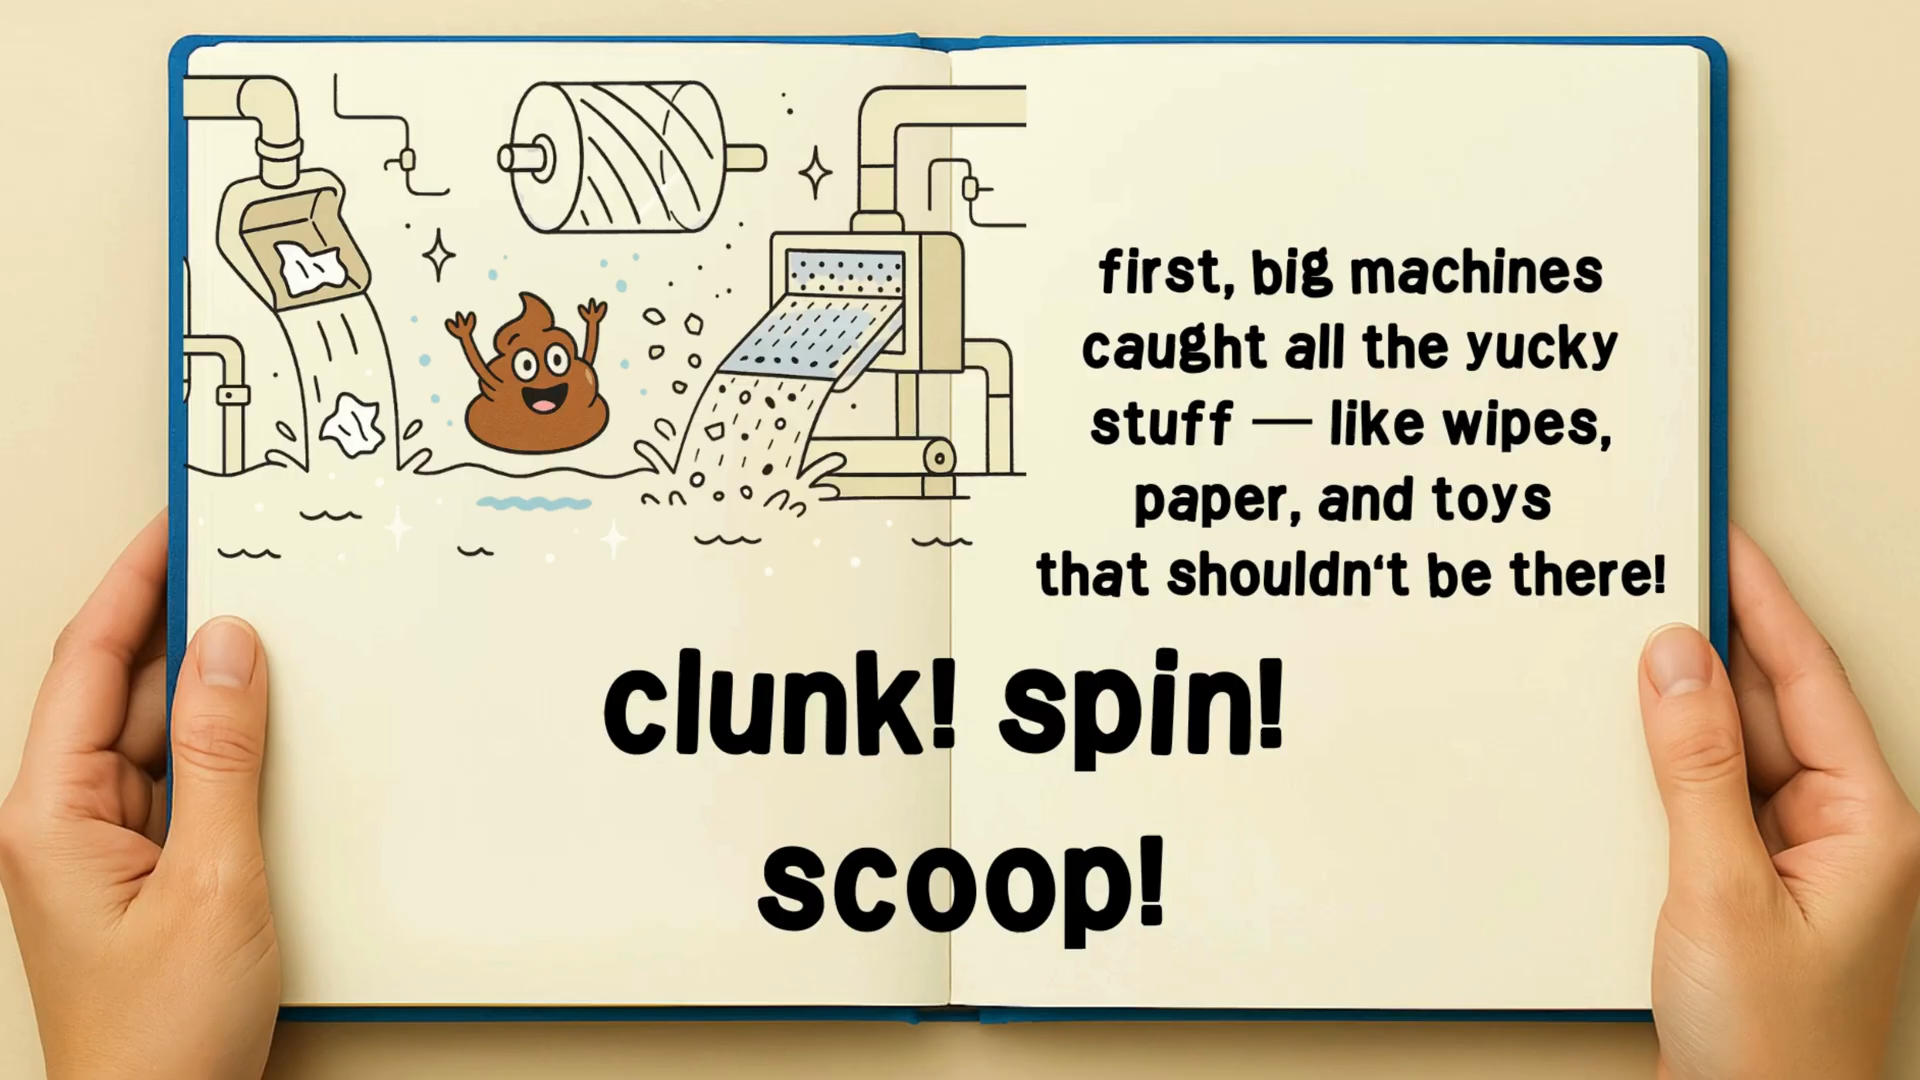 first, big machines
caught all the yucky
stuff — like wipes,
paper, and toys
that shouldn‘t be there!
clunk! spin!
scoop!